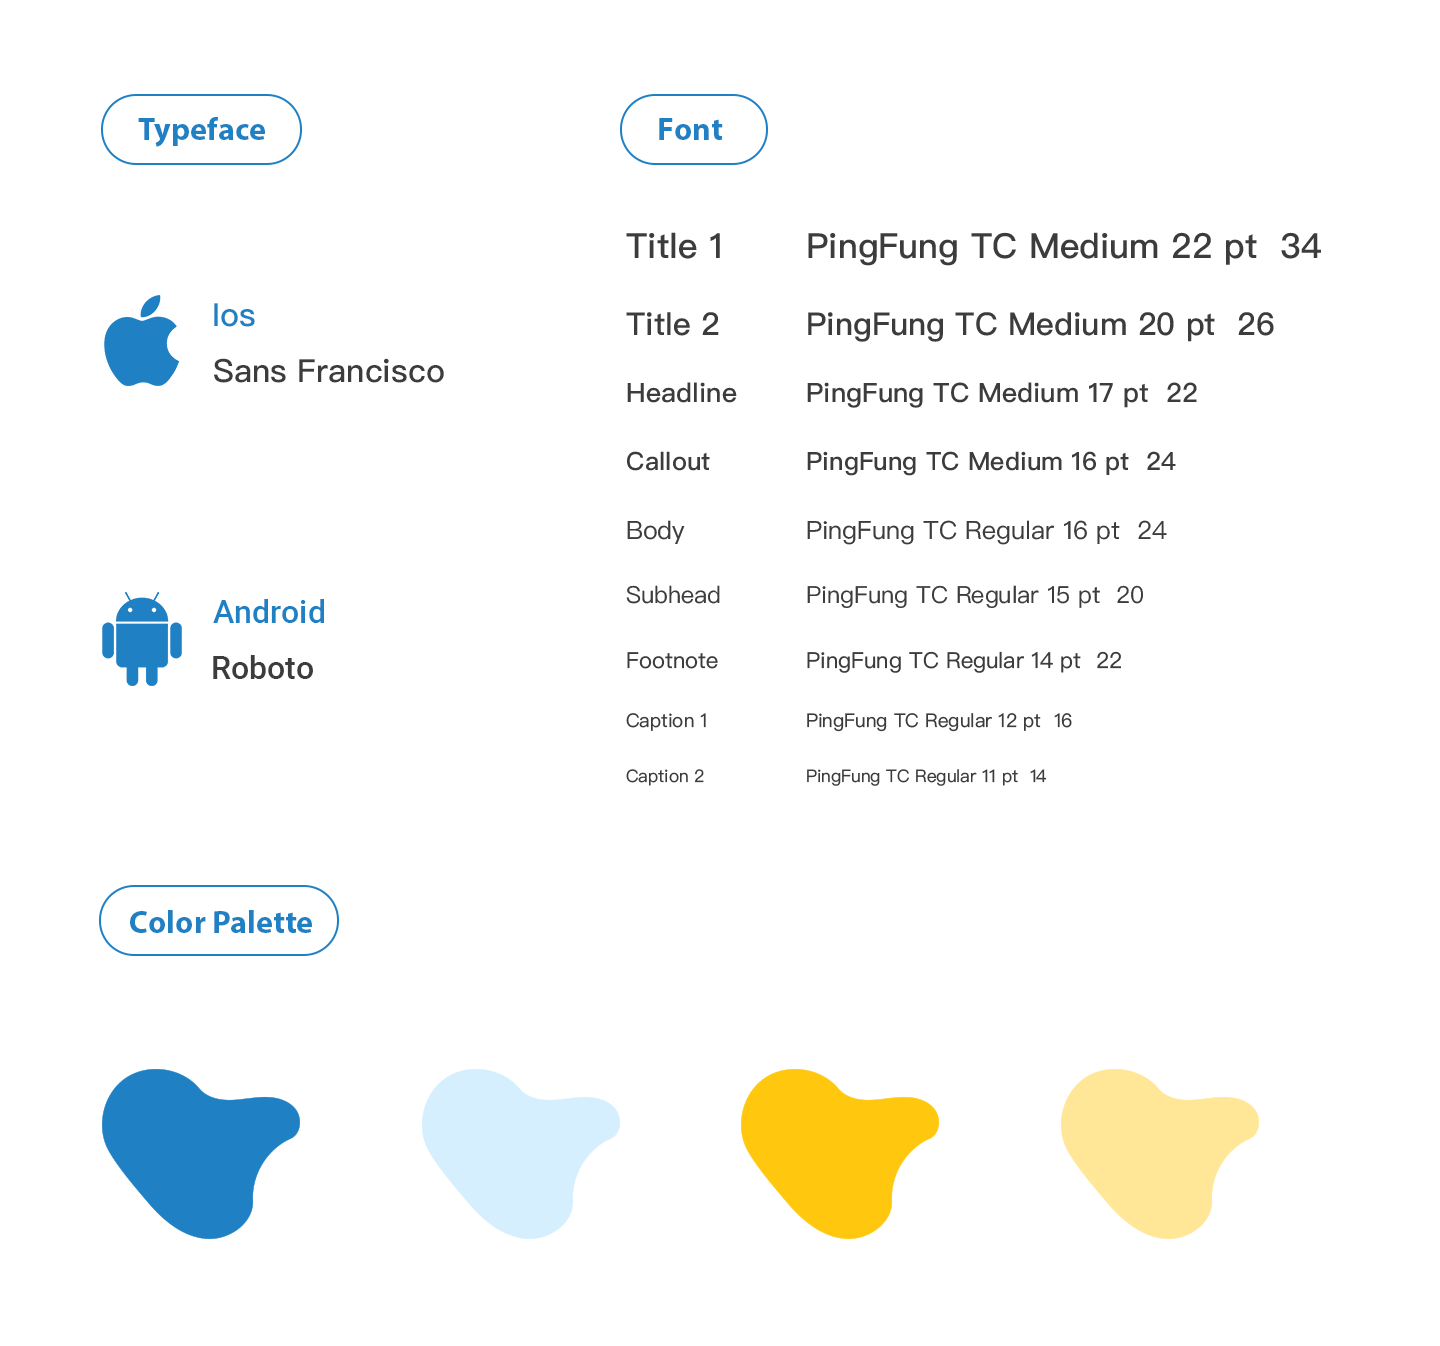 Typeface
Ios
Sans Francisco
Android
Roboto
Font
Title 1 PingFung TC Medium 22 pt 34
Title 2 PingFung TC Medium 20 pt 26
Headline PingFung TC Medium 17 pt 22
Callout PingFung TC Medium 16 pt 24
Body PingFung TC Regular 16 pt 24
Subhead PingFung TC Regular 15 pt 20
Footnote PingFung TC Regular 14 pt 22
Caption 1 PingFung TC Regular 12 pt 16
Caption 2 PingFung TC Regular 11 pt 14
Color Palette